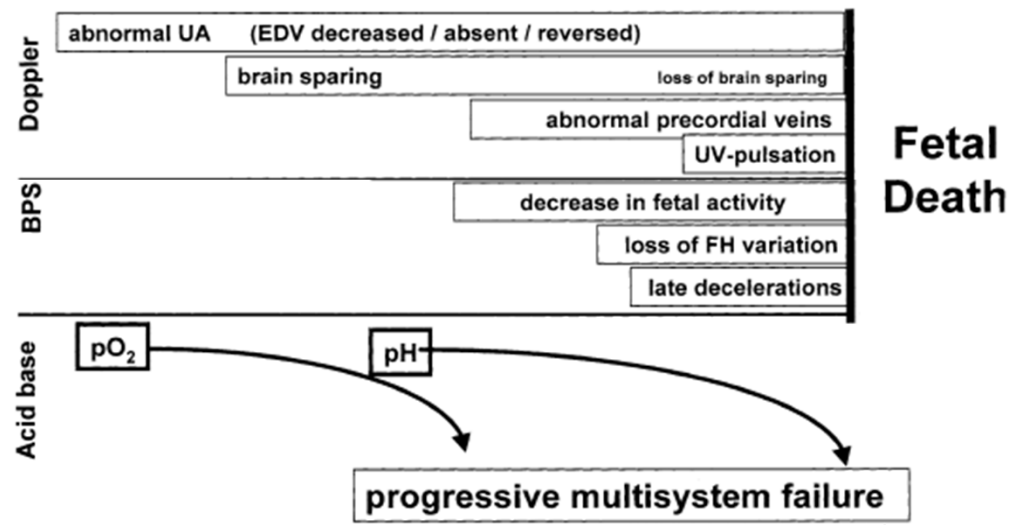 Doppler
abnormal UA (EDV decreased / absent / reversed)
brain sparing loss of brain sparing
abnormal precordial veins
UV-pulsation
Fetal
Death
BPS
decrease in fetal activity
loss of FH variation
late decelerations
Acid base
pO₂
pH
progressive multisystem failure